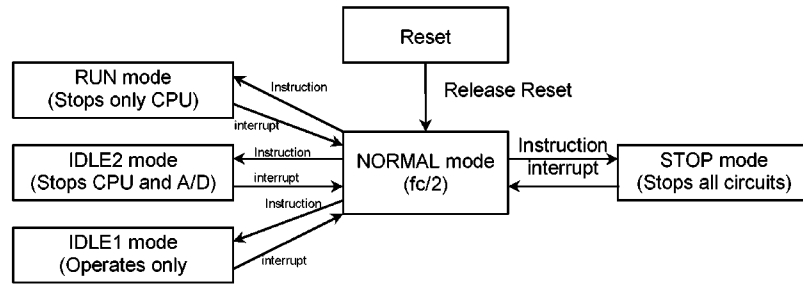 Reset
Release Reset
RUN mode
(Stops only CPU)
Instruction
interrupt
IDLE2 mode
(Stops CPU and A/D)
Instruction
interrupt
IDLE1 mode
(Operates only
Instruction
interrupt
NORMAL mode
(fc/2)
Instruction
interrupt
STOP mode
(Stops all circuits)